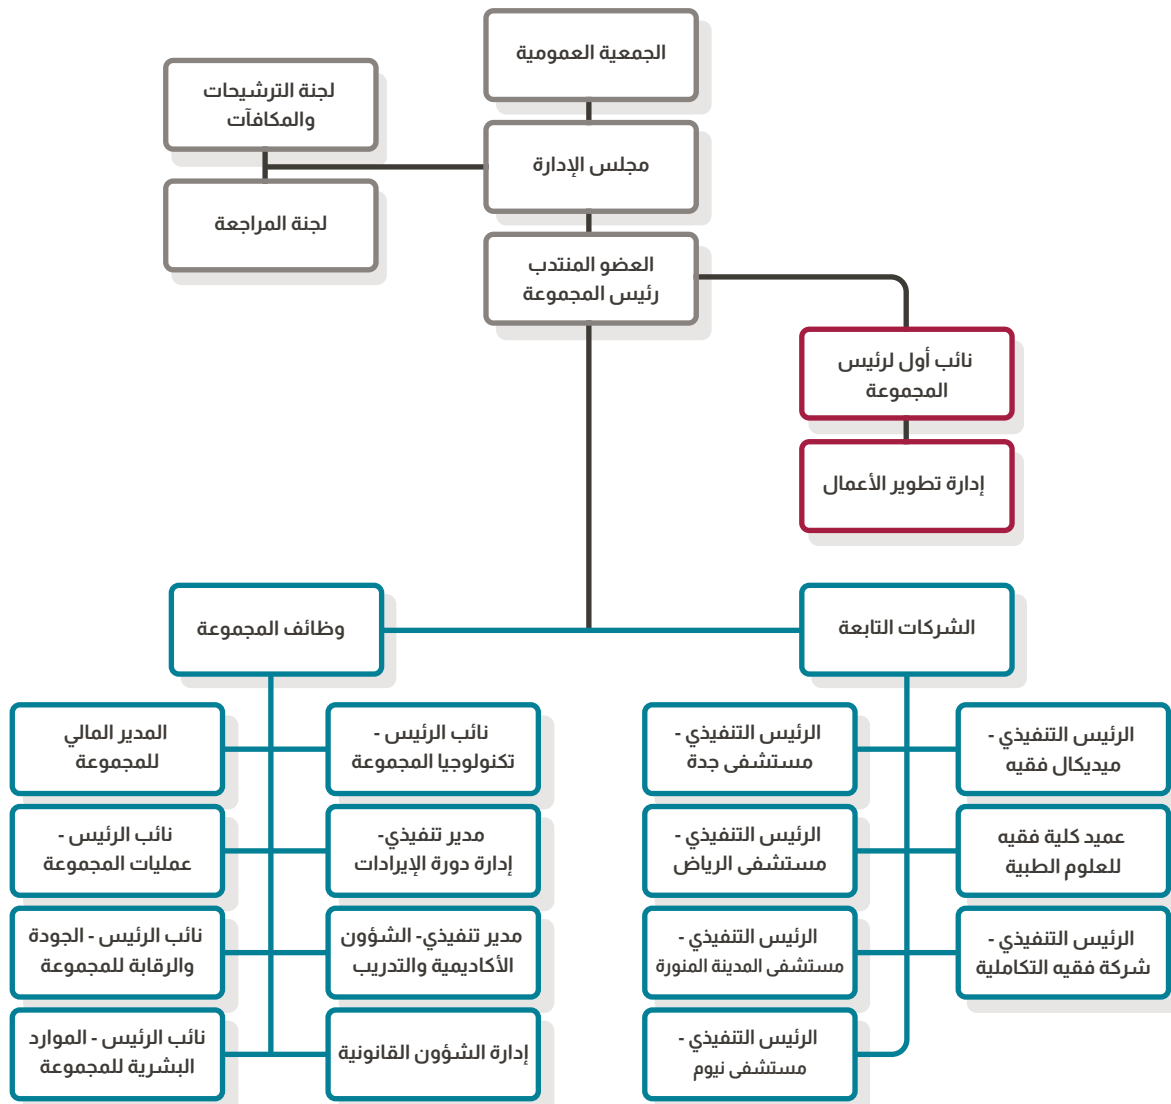 الجمعية العمومية
لجنة الترشيحات
والمكافآت
مجلس الإدارة
لجنة المراجعة
العضو المنتدب
رئيس المجموعة
نائب أول لرئيس
المجموعة
إدارة تطوير الأعمال
الشركات التابعة
وظائف المجموعة
الرئيس التنفيذي -
ميديكال فقيه
الرئيس التنفيذي -
مستشفى جدة
عميد كلية فقيه
للعلوم الطبية
الرئيس التنفيذي -
مستشفى الرياض
الرئيس التنفيذي -
شركة فقيه التكاملية
الرئيس التنفيذي -
مستشفى المدينة المنورة
الرئيس التنفيذي -
مستشفى نيوم
نائب الرئيس -
تكنولوجيا المجموعة
المدير المالي
للمجموعة
مدير تنفيذي-
إدارة دورة الإيرادات
نائب الرئيس -
عمليات المجموعة
مدير تنفيذي- الشؤون
الأكاديمية والتدريب
نائب الرئيس - الجودة
والرقابة للمجموعة
إدارة الشؤون القانونية
نائب الرئيس - الموارد
البشرية للمجموعة